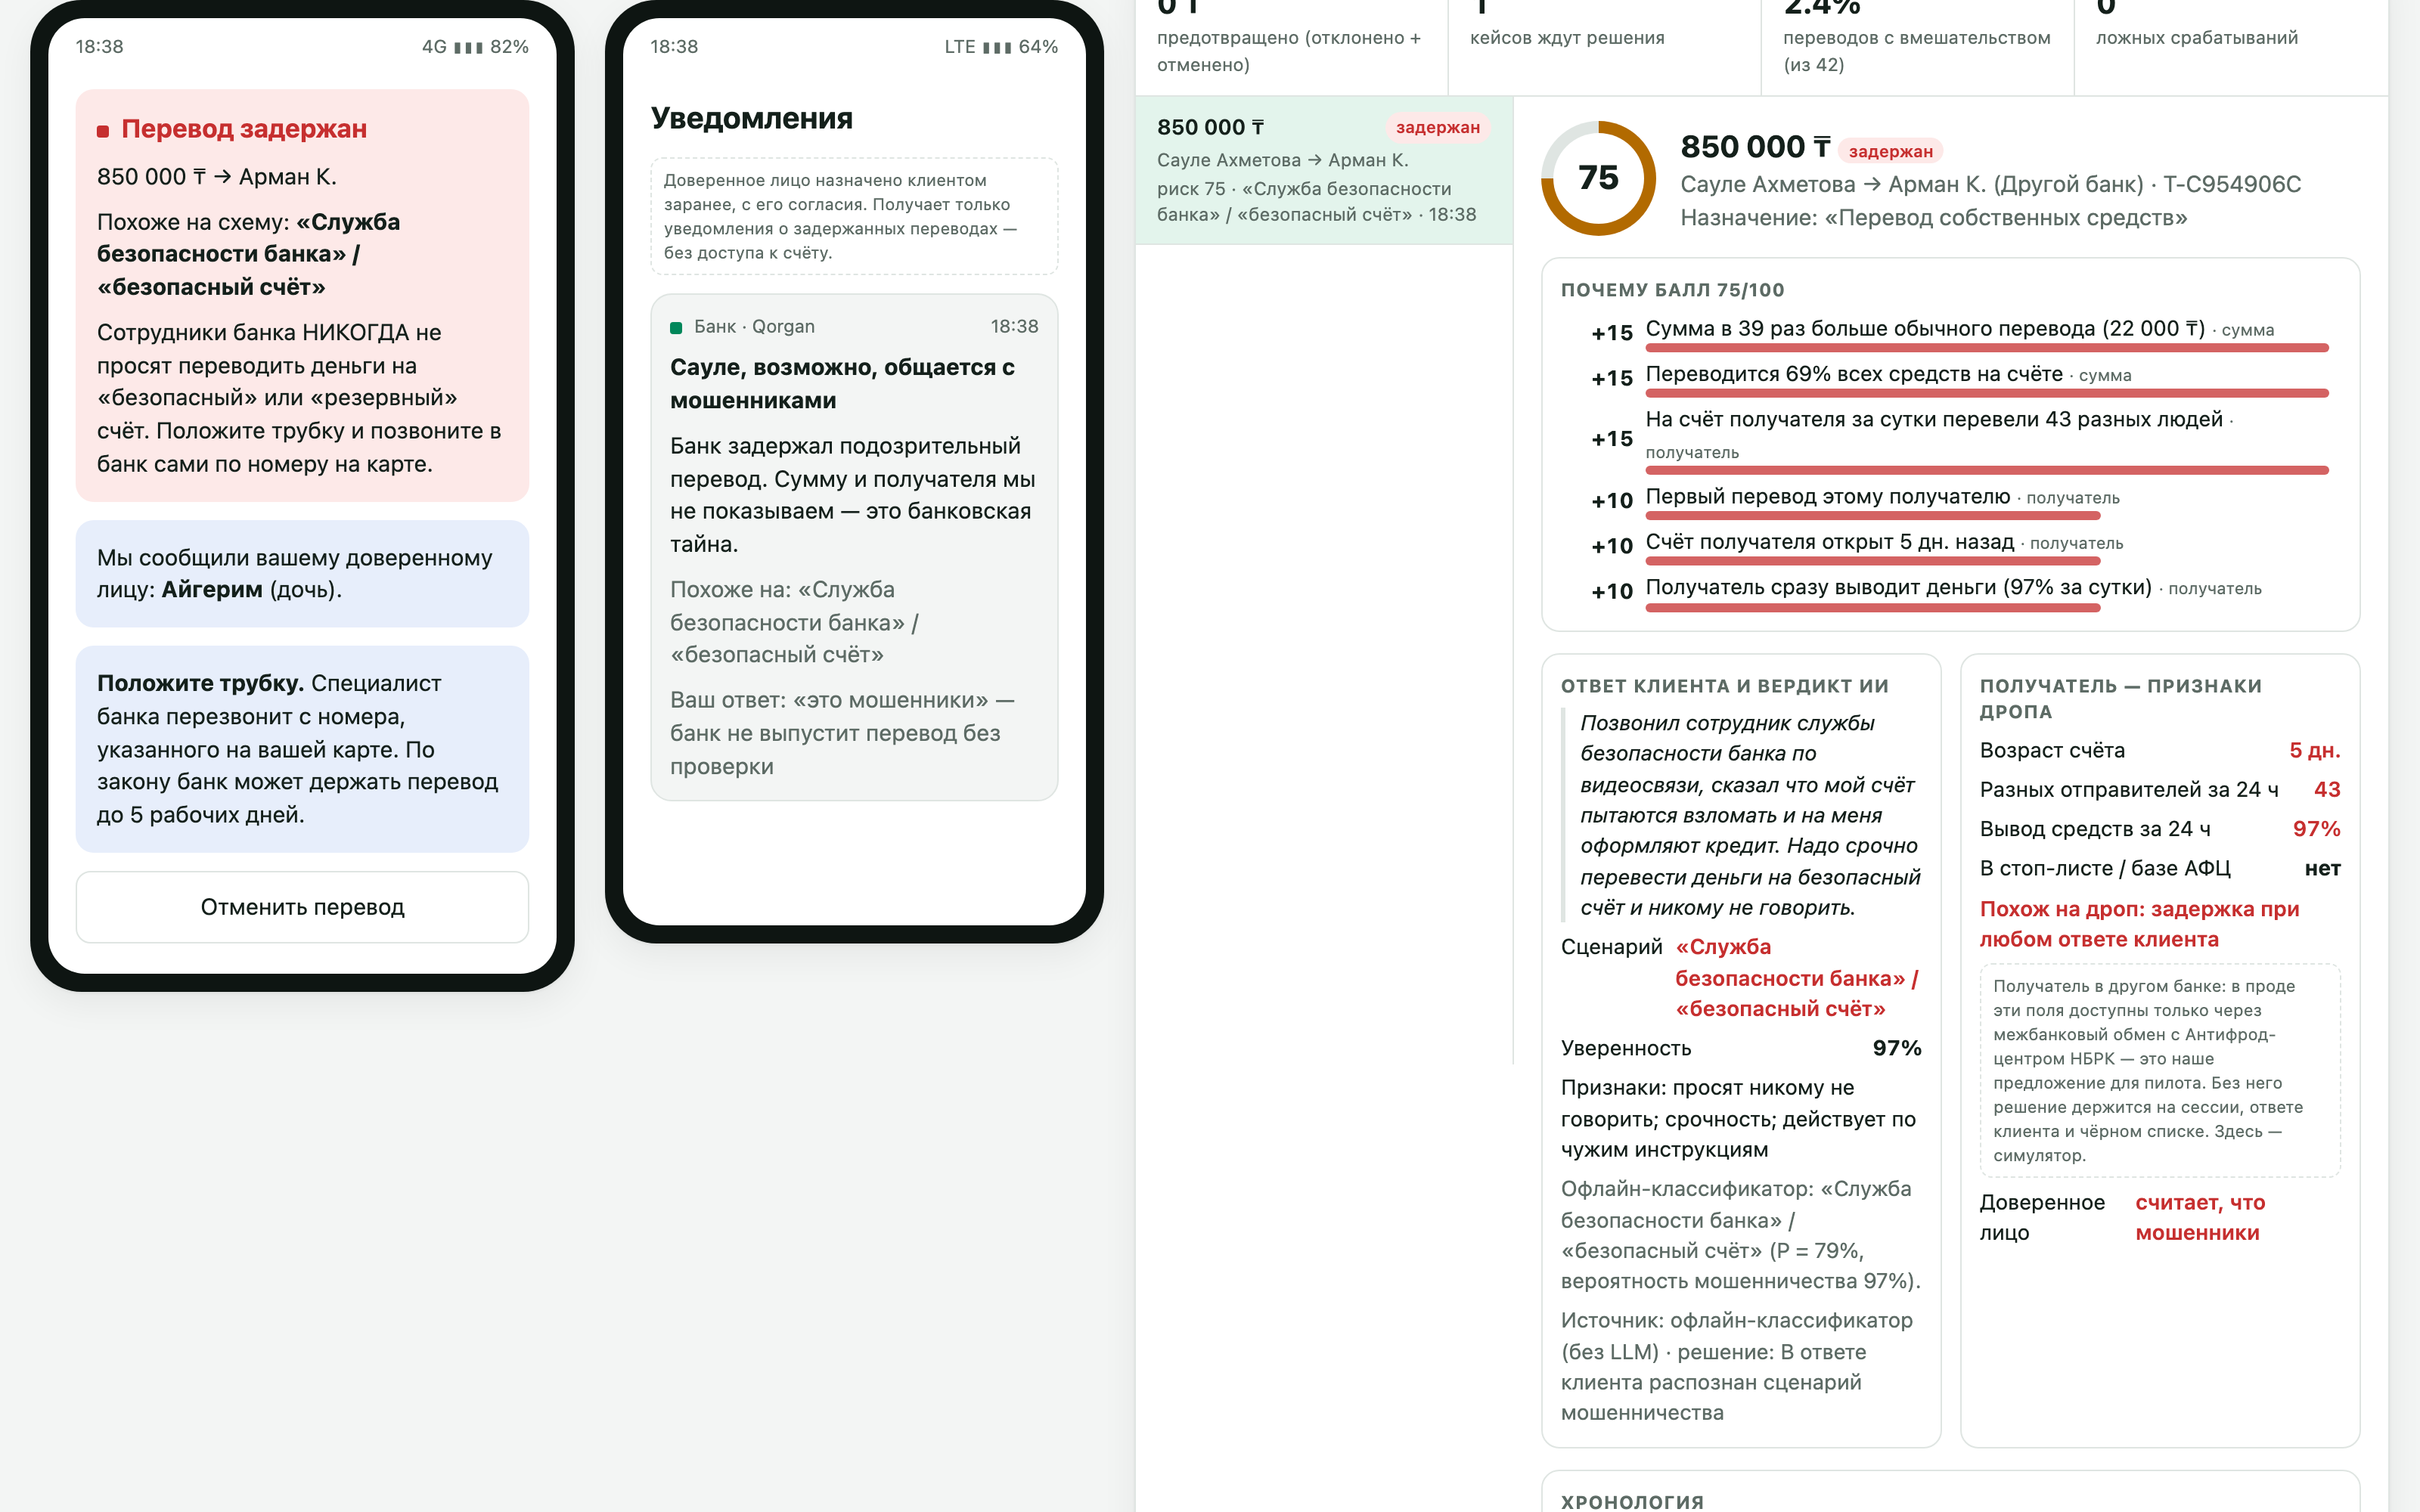 18:38
4G 82%
Перевод задержан
850 000 ₸ → Арман К.
Похоже на схему: «Служба
безопасности банка» /
«безопасный счёт»
Сотрудники банка НИКОГДА не
просят переводить деньги на
«безопасный» или «резервный»
счёт. Положите трубку и позвоните в
банк сами по номеру на карте.
Мы сообщили вашему доверенному
лицу: Айгерим (дочь).
Положите трубку. Специалист
банка перезвонит с номера,
указанного на вашей карте. По
закону банк может держать перевод
до 5 рабочих дней.
Отменить перевод
18:38
LTE 64%
Уведомления
Доверенное лицо назначено клиентом
заранее, с его согласия. Получает только
уведомления о задержанных переводах —
без доступа к счёту.
Банк · Qorgan
18:38
Сауле, возможно, общается с
мошенниками
Банк задержал подозрительный
перевод. Сумму и получателя мы
не показываем — это банковская
тайна.
Похоже на: «Служба
безопасности банка» /
«безопасный счёт»
Ваш ответ: «это мошенники» —
банк не выпустит перевод без
проверки
предотвращено (отклонено +
отменено)
кейсов ждут решения
2.4%
переводов с вмешательством
(из 42)
ложных срабатываний
850 000 ₸
задержан
Сауле Ахметова → Арман К.
риск 75 · «Служба безопасности
банка» / «безопасный счёт» · 18:38
75
850 000 ₸ задержан
Сауле Ахметова → Арман К. (Другой банк) · T-C954906C
Назначение: «Перевод собственных средств»
ПОЧЕМУ БАЛЛ 75/100
+15 Сумма в 39 раз больше обычного перевода (22 000 ₸) · сумма
+15 Переводится 69% всех средств на счёте · сумма
+15 На счёт получателя за сутки перевели 43 разных людей ·
получатель
+10 Первый перевод этому получателю · получатель
+10 Счёт получателя открыт 5 дн. назад · получатель
+10 Получатель сразу выводит деньги (97% за сутки) · получатель
ОТВЕТ КЛИЕНТА И ВЕРДИКТ ИИ
Позвонил сотрудник службы
безопасности банка по
видеосвязи, сказал что мой счёт
пытаются взломать и на меня
оформляют кредит. Надо срочно
перевести деньги на безопасный
счёт и никому не говорить.
Сценарий «Служба
безопасности банка» /
«безопасный счёт»
Уверенность 97%
Признаки: просят никому не
говорить; срочность; действует по
чужим инструкциям
Офлайн-классификатор: «Служба
безопасности банка» /
«безопасный счёт» (P = 79%,
вероятность мошенничества 97%).
Источник: офлайн-классификатор
(без LLM) · решение: В ответе
клиента распознан сценарий
мошенничества
ПОЛУЧАТЕЛЬ — ПРИЗНАКИ
ДРОПА
Возраст счёта 5 дн.
Разных отправителей за 24 ч 43
Вывод средств за 24 ч 97%
В стоп-листе / базе АФЦ нет
Похож на дроп: задержка при
любом ответе клиента
Получатель в другом банке: в проде
эти поля доступны только через
межбанковый обмен с Антифрод-
центром НБРК — это наше
предложение для пилота. Без него
решение держится на сессии, ответе
клиента и чёрном списке. Здесь —
симулятор.
Доверенное считает, что
лицо мошенники
ХРОНОЛОГИЯ